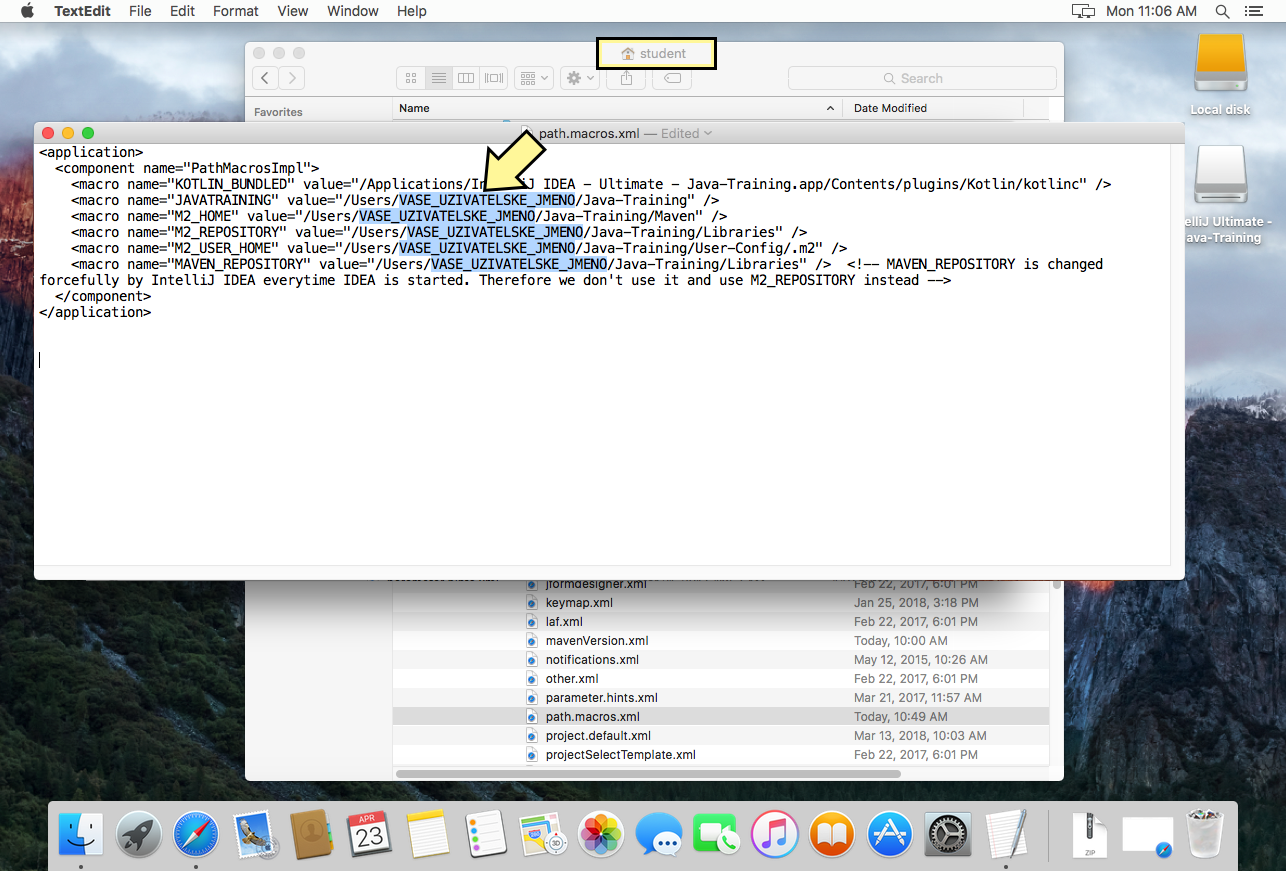 TextEdit File Edit Format View Window Help Mon 11:06 AM
student
Search
Favorites
Name Date Modified
path.macros.xml — Edited
<application>
<component name="PathMacrosImpl">
<macro name="KOTLIN_BUNDLED" value="/Applications/In J IDEA - Ultimate - Java-Training.app/Contents/plugins/Kotlin/kotlinc" />
<macro name="JAVATRAINING" value="/Users/VASE_UZIVATELSKE_JMENO/Java-Training" />
<macro name="M2_HOME" value="/Users/VASE_UZIVATELSKE_JMENO/Java-Training/Maven" />
<macro name="M2_REPOSITORY" value="/Users/VASE_UZIVATELSKE_JMENO/Java-Training/Libraries" />
<macro name="M2_USER_HOME" value="/Users/VASE_UZIVATELSKE_JMENO/Java-Training/User-Config/.m2" />
<macro name="MAVEN_REPOSITORY" value="/Users/VASE_UZIVATELSKE_JMENO/Java-Training/Libraries" /> <!-- MAVEN_REPOSITORY is changed
forcefully by IntelliJ IDEA everytime IDEA is started. Therefore we don't use it and use M2_REPOSITORY instead -->
</component>
</application>
Local disk
elliJ Ultimate -
ava-Training
jformdesigner.xml Feb 22, 2017, 6:01 PM
keymap.xml Jan 25, 2018, 3:18 PM
laf.xml Feb 22, 2017, 6:01 PM
mavenVersion.xml Today, 10:00 AM
notifications.xml May 12, 2015, 10:26 AM
other.xml Feb 22, 2017, 6:01 PM
parameter.hints.xml Mar 21, 2017, 11:57 AM
path.macros.xml Today, 10:49 AM
project.default.xml Mar 13, 2018, 10:03 AM
projectSelectTemplate.xml Feb 22, 2017, 6:01 PM
APR
23
3D
ZIP